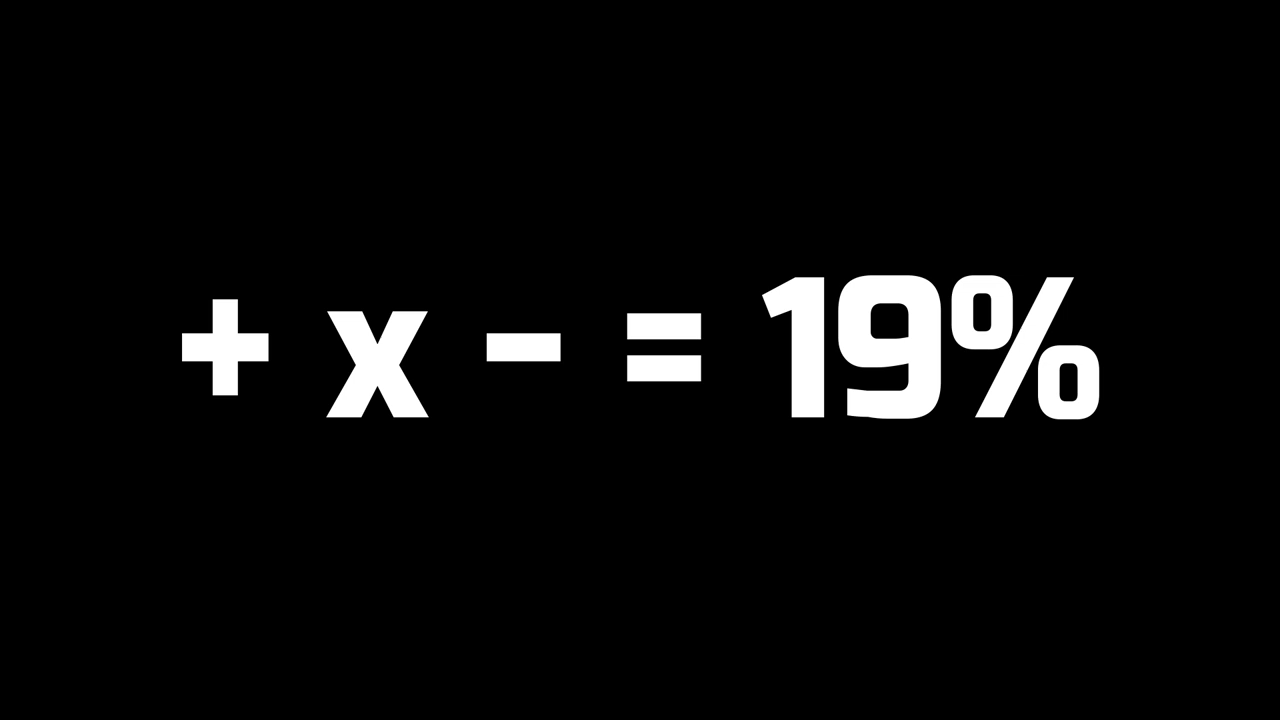 + x - = 19%